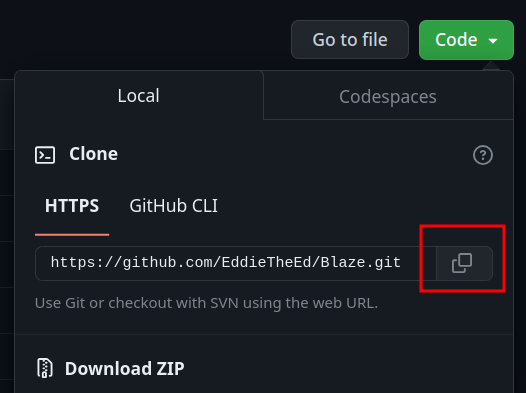 Go to file Code
Local Codespaces
Clone
HTTPS GitHub CLI
https://github.com/EddieTheEd/Blaze.git
Use Git or checkout with SVN using the web URL.
Download ZIP